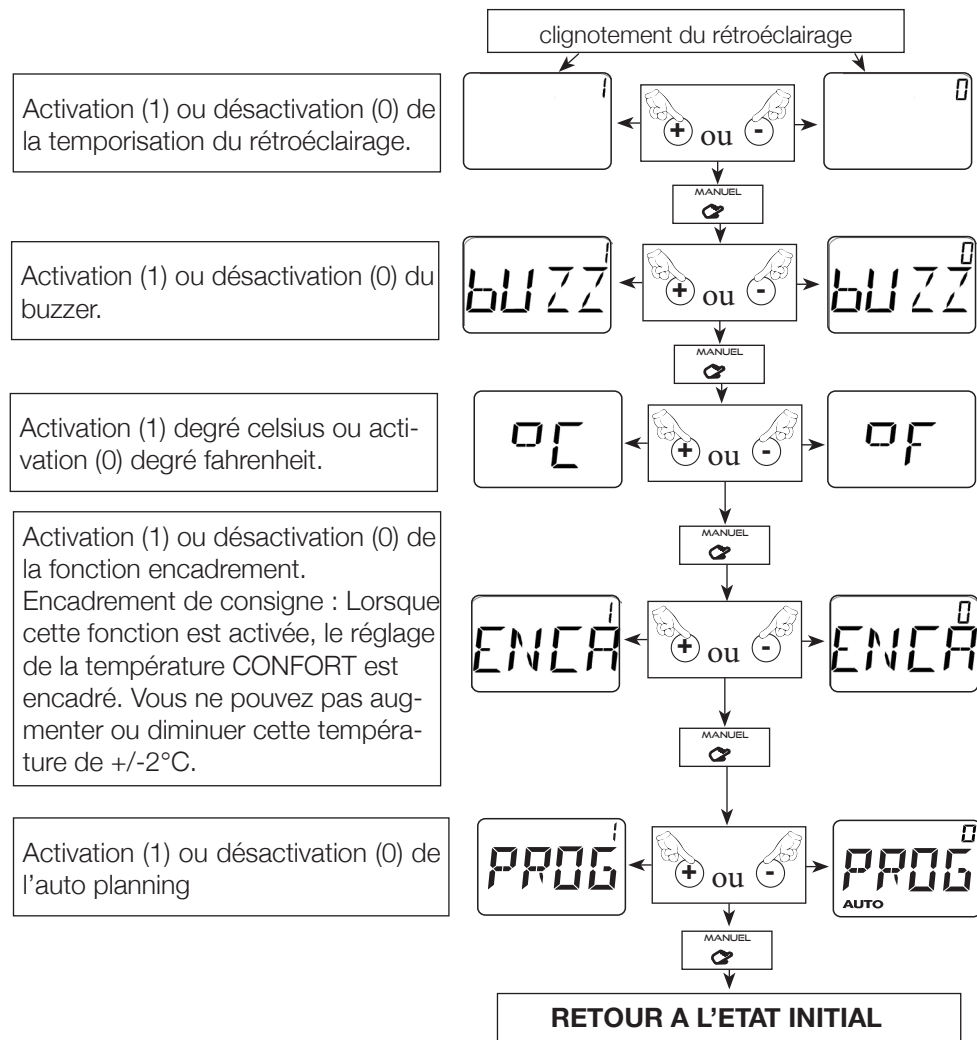 clignotement du rétroéclairage
Activation (1) ou désactivation (0) de
la temporisation du rétroéclairage.
1
+ ou -
0
MANUEL
Activation (1) ou désactivation (0) du
buzzer.
1
bUZZ
+ ou -
0
bUZZ
MANUEL
Activation (1) degré celsius ou acti-
vation (0) degré fahrenheit.
°C
+ ou -
°F
MANUEL
Activation (1) ou désactivation (0) de
la fonction encadrement.
Encadrement de consigne : Lorsque
cette fonction est activée, le réglage
de la température CONFORT est
encadré. Vous ne pouvez pas aug-
menter ou diminuer cette tempéra-
ture de +/-2°C.
1
ENCA
+ ou -
0
ENCA
MANUEL
Activation (1) ou désactivation (0) de
l'auto planning
1
PROG
+ ou -
0
PROG
AUTO
MANUEL
RETOUR A L'ETAT INITIAL